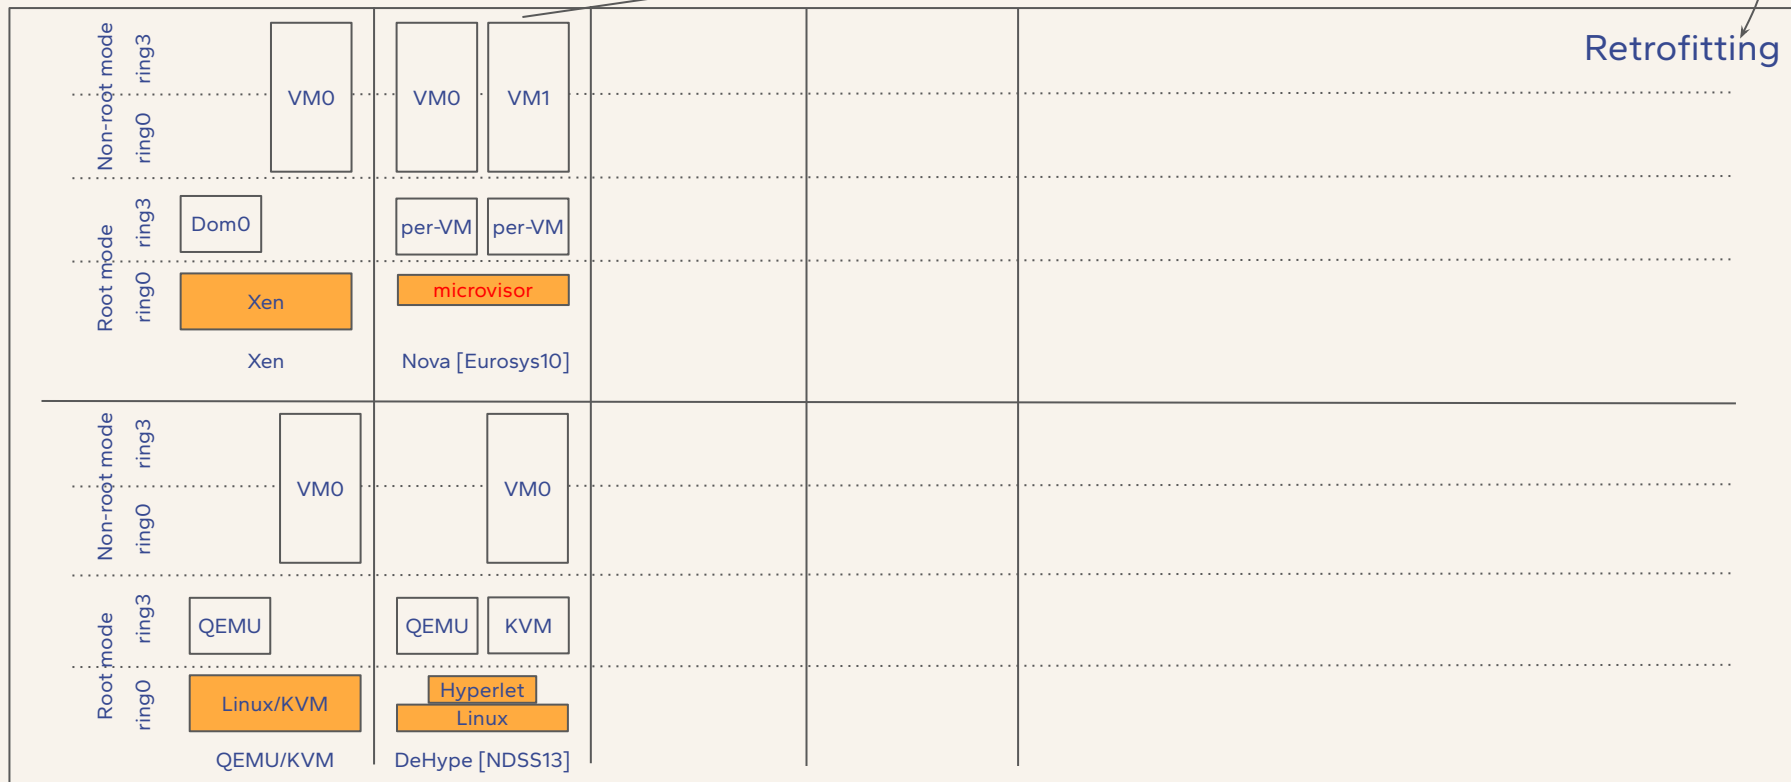 Retrofitting
Non-root mode
ring3
ring0
VM0
VM0
VM1
Root mode
ring3
ring0
Dom0
per-VM
per-VM
Xen
microvisor
Xen
Nova [Eurosys10]
Non-root mode
ring3
ring0
VM0
VM0
Root mode
ring3
ring0
QEMU
QEMU
KVM
Linux/KVM
Hyperlet
Linux
QEMU/KVM
DeHype [NDSS13]